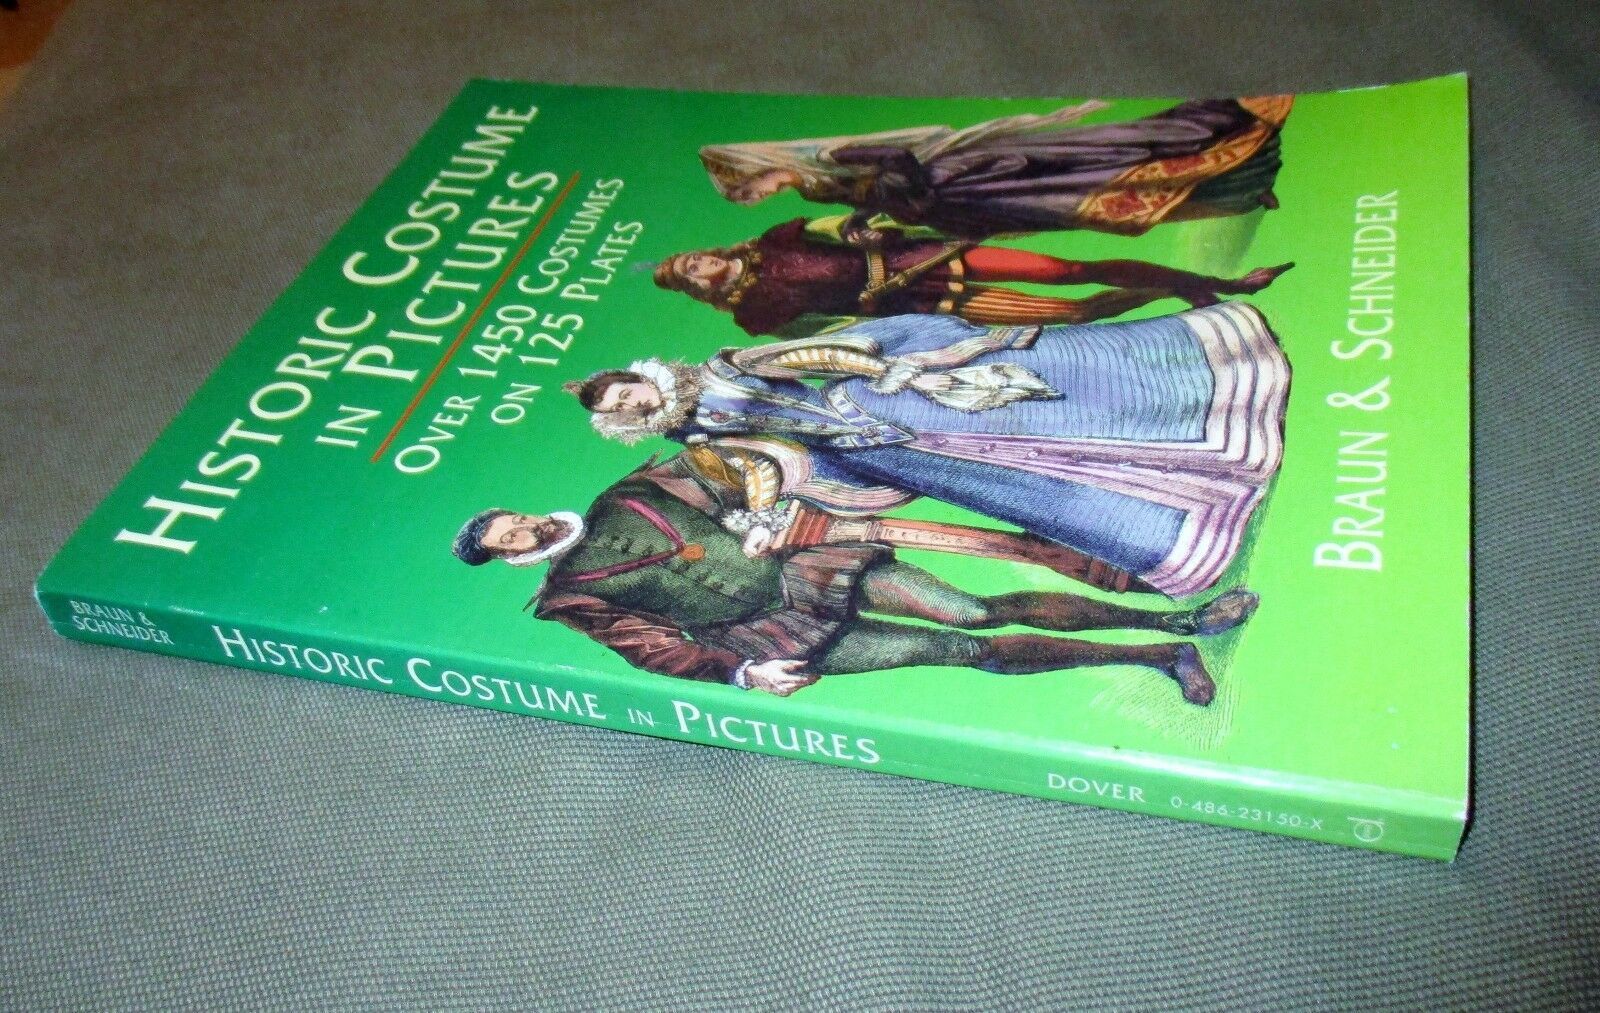 HISTORIC COSTUME
IN PICTURES
OVER 1450 COSTUMES
ON 125 PLATES
BRAUN & SCHNEIDER
BRAUN &
SCHNEIDER
HISTORIC COSTUME IN PICTURES
DOVER 0-486-23150-X